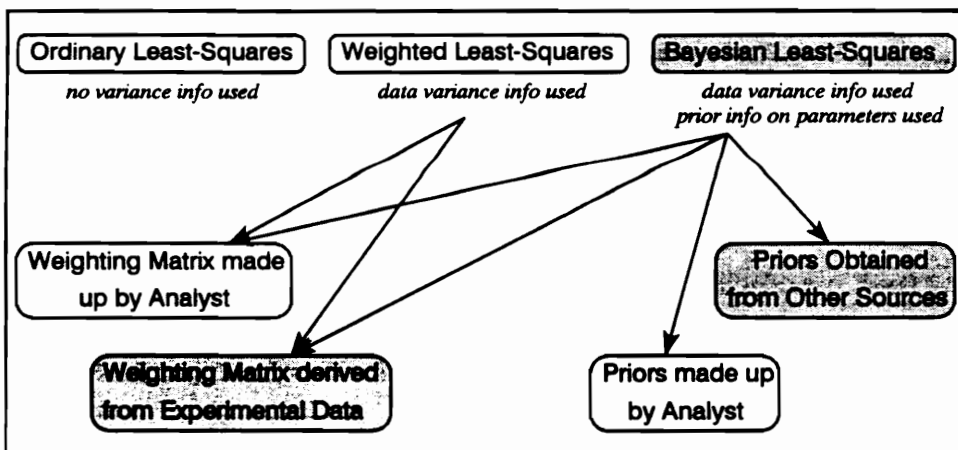 Ordinary Least-Squares
no variance info used
Weighted Least-Squares
data variance info used
Bayesian Least-Squares
data variance info used
prior info on parameters used
Weighting Matrix made
up by Analyst
Priors Obtained
from Other Sources
Weighting Matrix derived
from Experimental Data
Priors made up
by Analyst